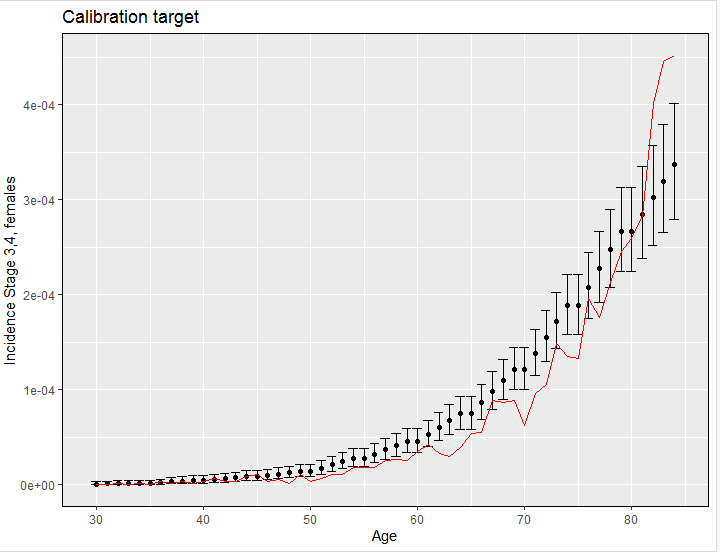 Calibration target
Incidence Stage 3,4, females
4e-04
3e-04
2e-04
1e-04
0e+00
30 40 50 60 70 80
Age